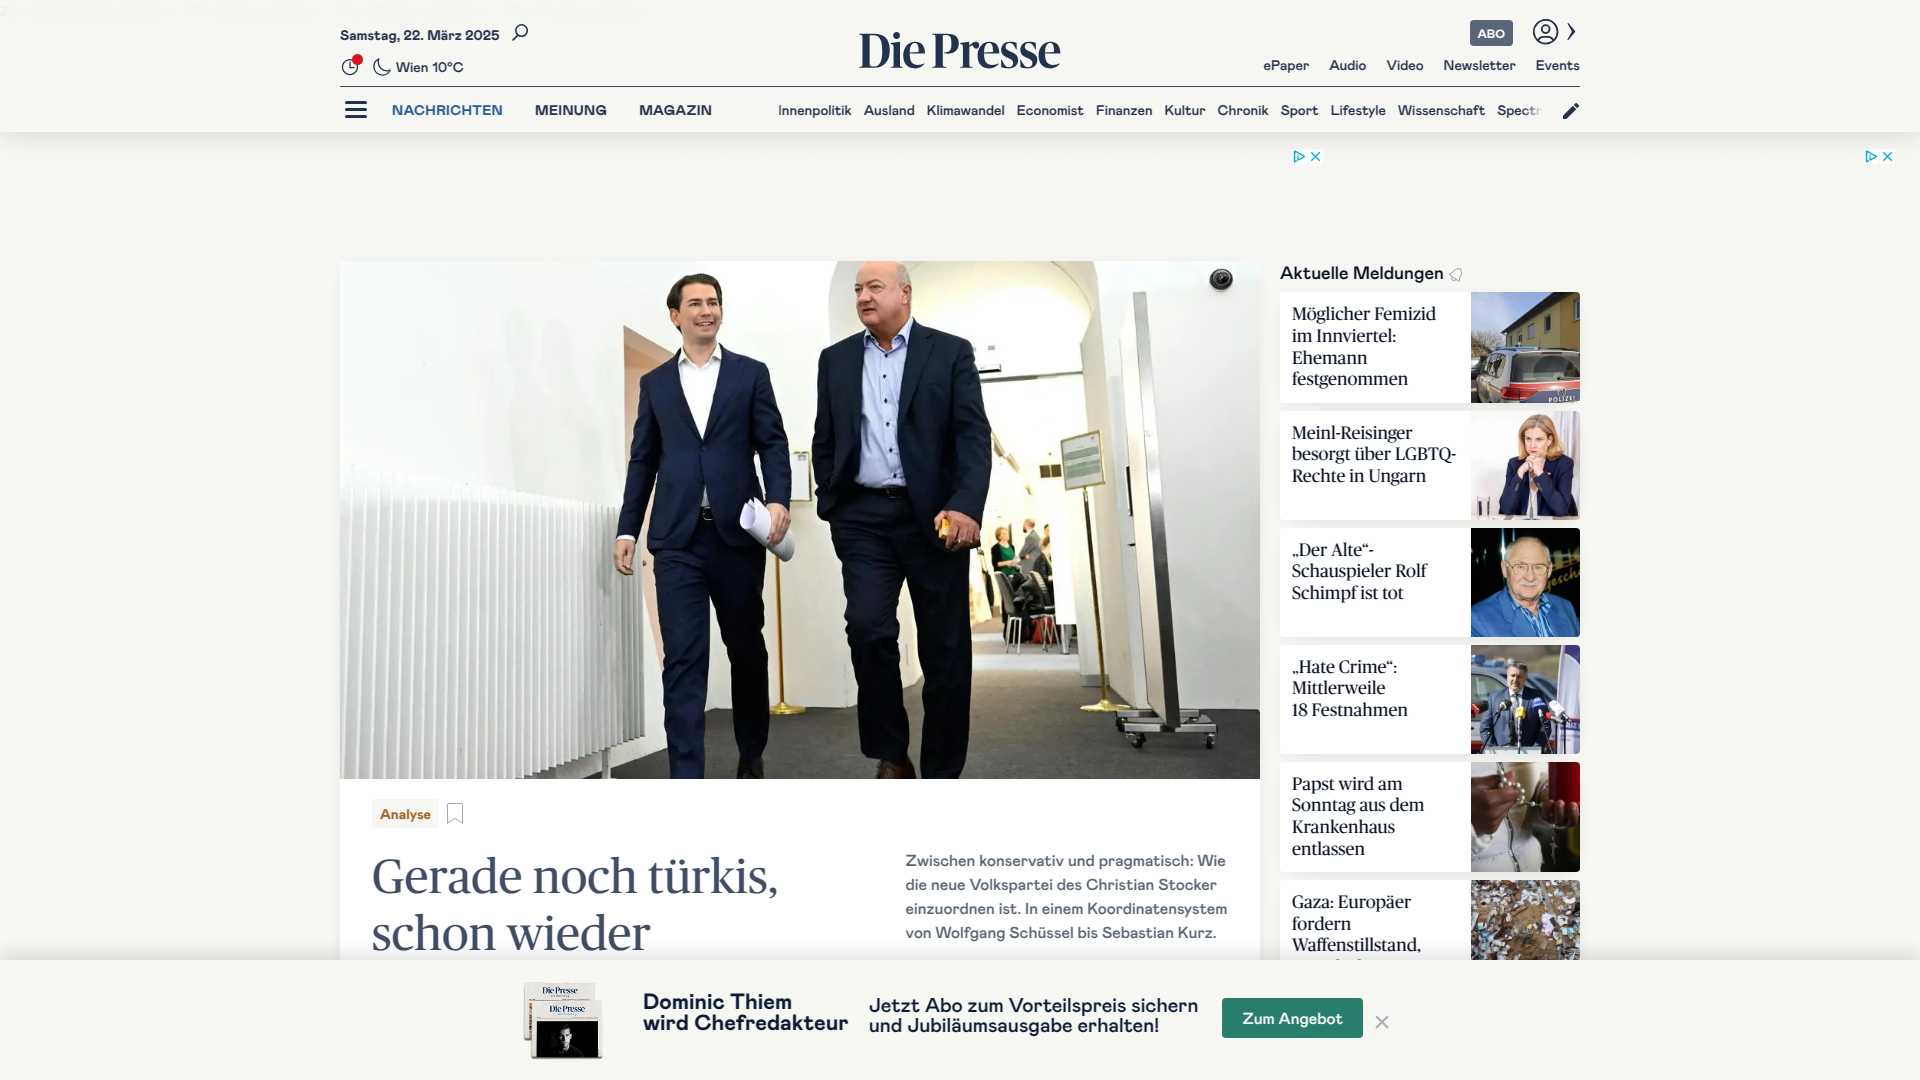 Samstag, 22. März 2025
Wien 10°C
Die Presse
ABO
ePaper Audio Video Newsletter Events
NACHRICHTEN MEINUNG MAGAZIN
Innenpolitik Ausland Klimawandel Economist Finanzen Kultur Chronik Sport Lifestyle Wissenschaft
Aktuelle Meldungen
Möglicher Femizid
im Innviertel:
Ehemann
festgenommen
POLIZEI
Meinl-Reisinger
besorgt über LGBTQ-
Rechte in Ungarn
„Der Alte“-
Schauspieler Rolf
Schimpf ist tot
„Hate Crime“:
Mittlerweile
18 Festnahmen
Papst wird am
Sonntag aus dem
Krankenhaus
entlassen
Gaza: Europäer
fordern
Waffenstillstand,
Analyse
Gerade noch türkis,
schon wieder
Zwischen konservativ und pragmatisch: Wie
die neue Volkspartei des Christian Stocker
einzuordnen ist. In einem Koordinatensystem
von Wolfgang Schüssel bis Sebastian Kurz.
Die Presse
Die Presse
Dominic Thiem
wird Chefredakteur
Jetzt Abo zum Vorteilspreis sichern
und Jubiläumsausgabe erhalten!
Zum Angebot